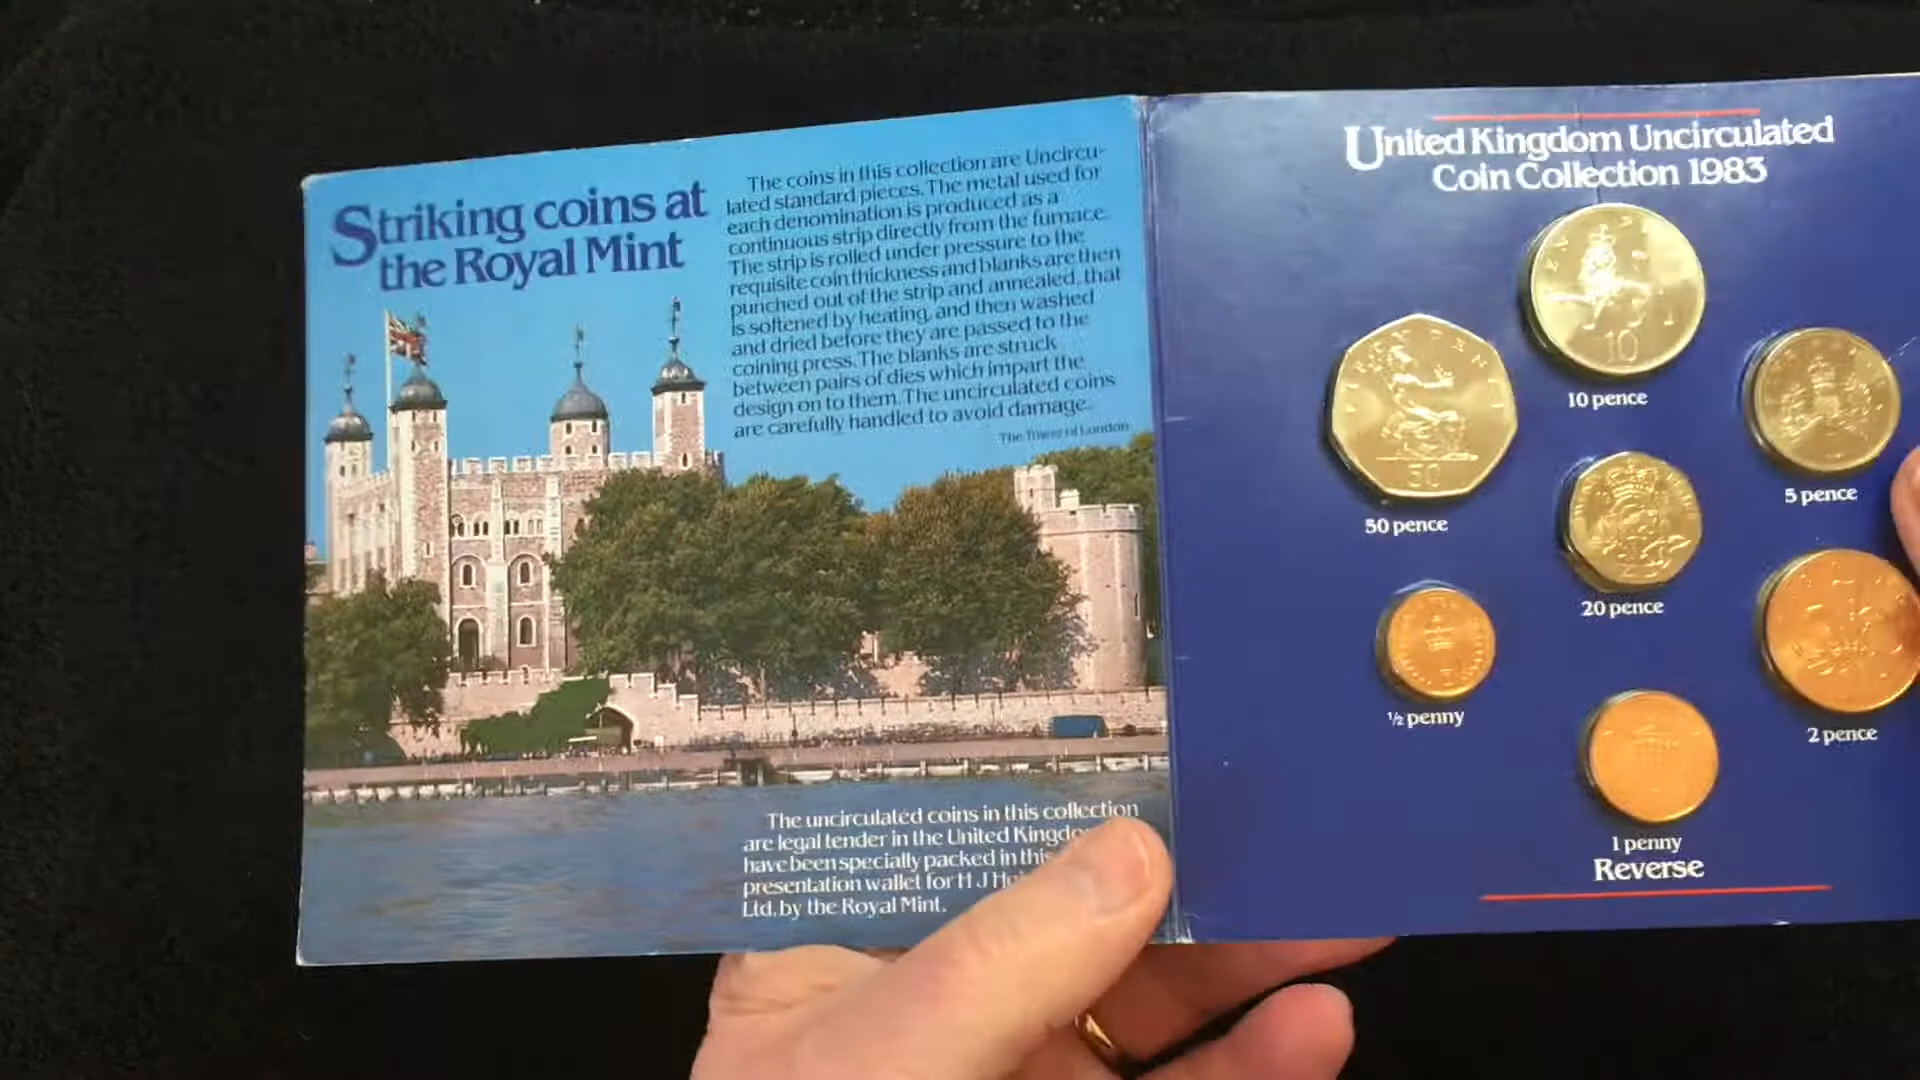 Striking coins at
the Royal Mint
The coins in this collection are Uncircu-
lated standard pieces. The metal used for
each denomination is produced as a
continuous strip directly from the furnace.
The strip is rolled under pressure to the
requisite coin thickness and blanks are then
punched out of the strip and annealed, that
is softened by heating, and then washed
and dried before they are passed to the
coining press. The blanks are struck
between pairs of dies which impart the
design on to them. The uncirculated coins
are carefully handled to avoid damage.
The Tower of London
The uncirculated coins in this collection
are legal tender in the United
have been specially packed in this
presentation wallet for H J
Ltd. by the Royal Mint.
United Kingdom Uncirculated
Coin Collection 1983
10
10 pence
50
50 pence
5 pence
20 pence
½ penny
2 pence
1 penny
Reverse